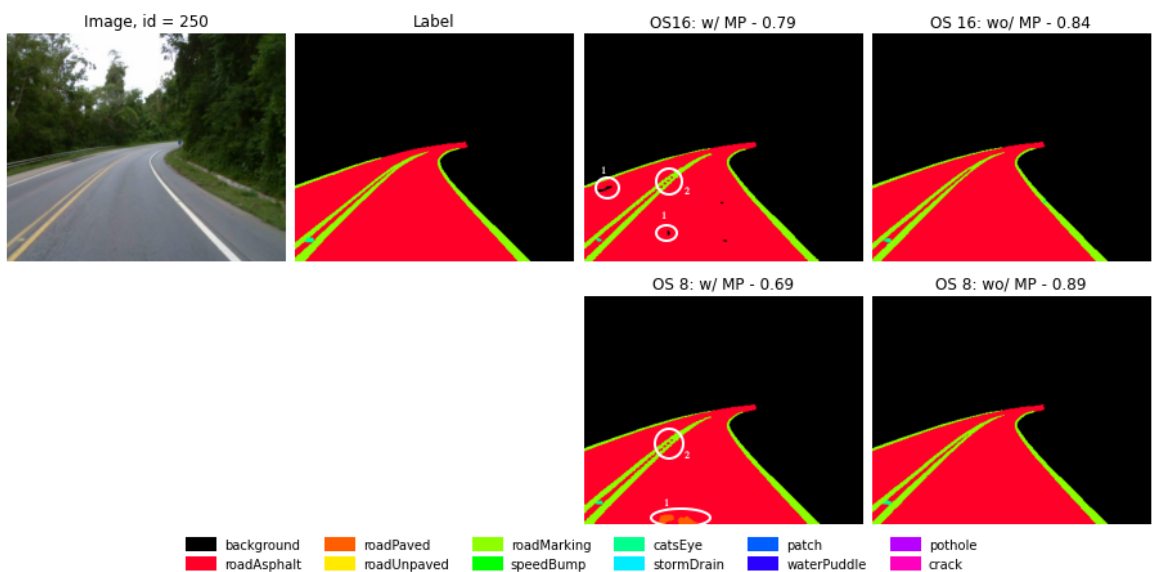 Image, id = 250
Label
OS16: w/ MP - 0.79
OS 16: wo/ MP - 0.84
1
2
1
OS 8: w/ MP - 0.69
OS 8: wo/ MP - 0.89
2
1
background
roadPaved
roadMarking
catsEye
patch
pothole
roadAsphalt
roadUnpaved
speedBump
stormDrain
waterPuddle
crack